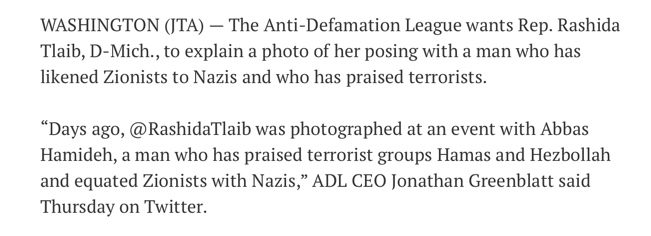 WASHINGTON (JTA) — The Anti-Defamation League wants Rep. Rashida
Tlaib, D-Mich., to explain a photo of her posing with a man who has
likened Zionists to Nazis and who has praised terrorists.
“Days ago, @RashidaTlaib was photographed at an event with Abbas
Hamideh, a man who has praised terrorist groups Hamas and Hezbollah
and equated Zionists with Nazis,” ADL CEO Jonathan Greenblatt said
Thursday on Twitter.